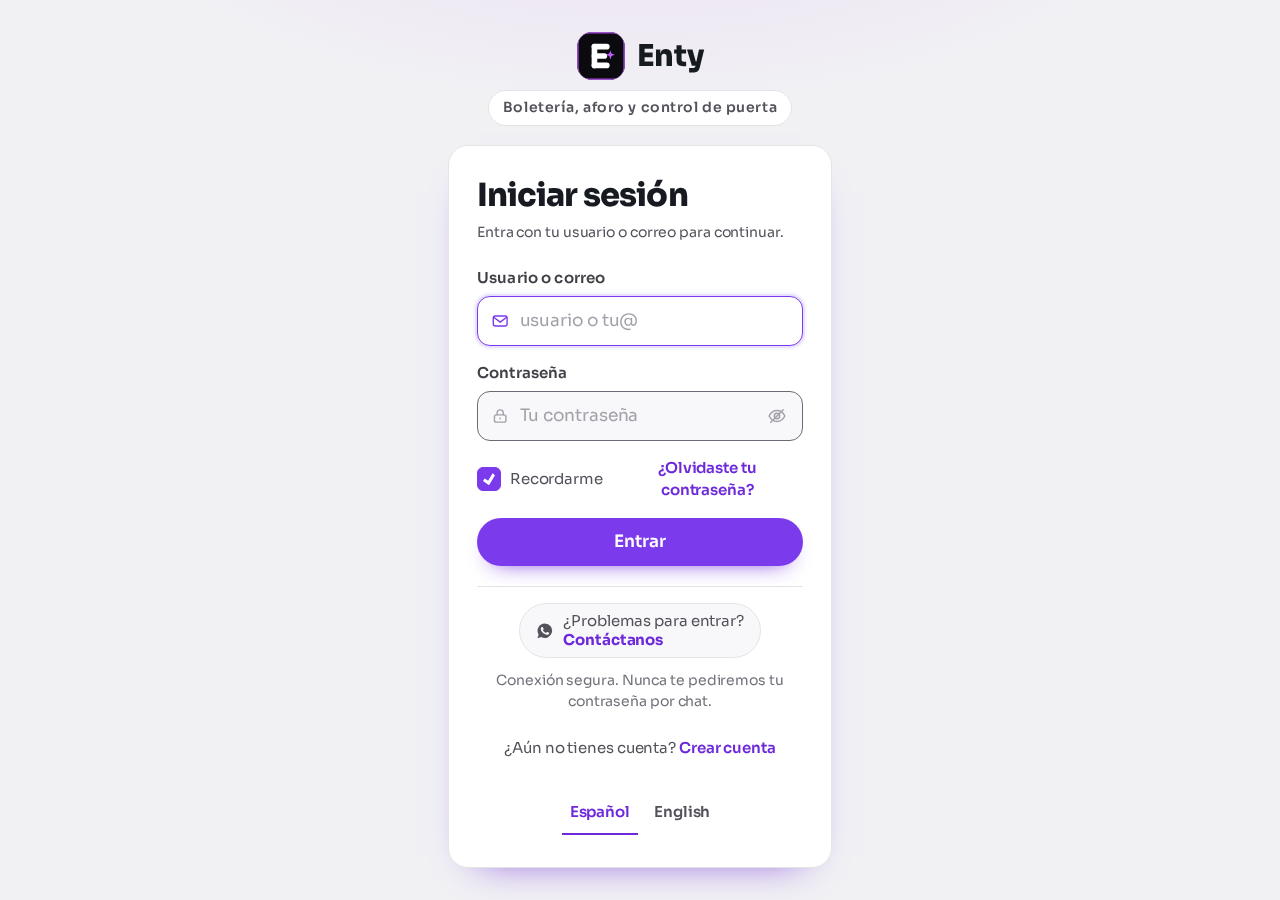 Enty
Boletería, aforo y control de puerta
Iniciar sesión
Entra con tu usuario o correo para continuar.
Usuario o correo
usuario o tu@
Contraseña
Tu contraseña
Recordarme
¿Olvidaste tu
contraseña?
Entrar
¿Problemas para entrar?
Contáctanos
Conexión segura. Nunca te pediremos tu
contraseña por chat.
¿Aún no tienes cuenta? Crear cuenta
Español English